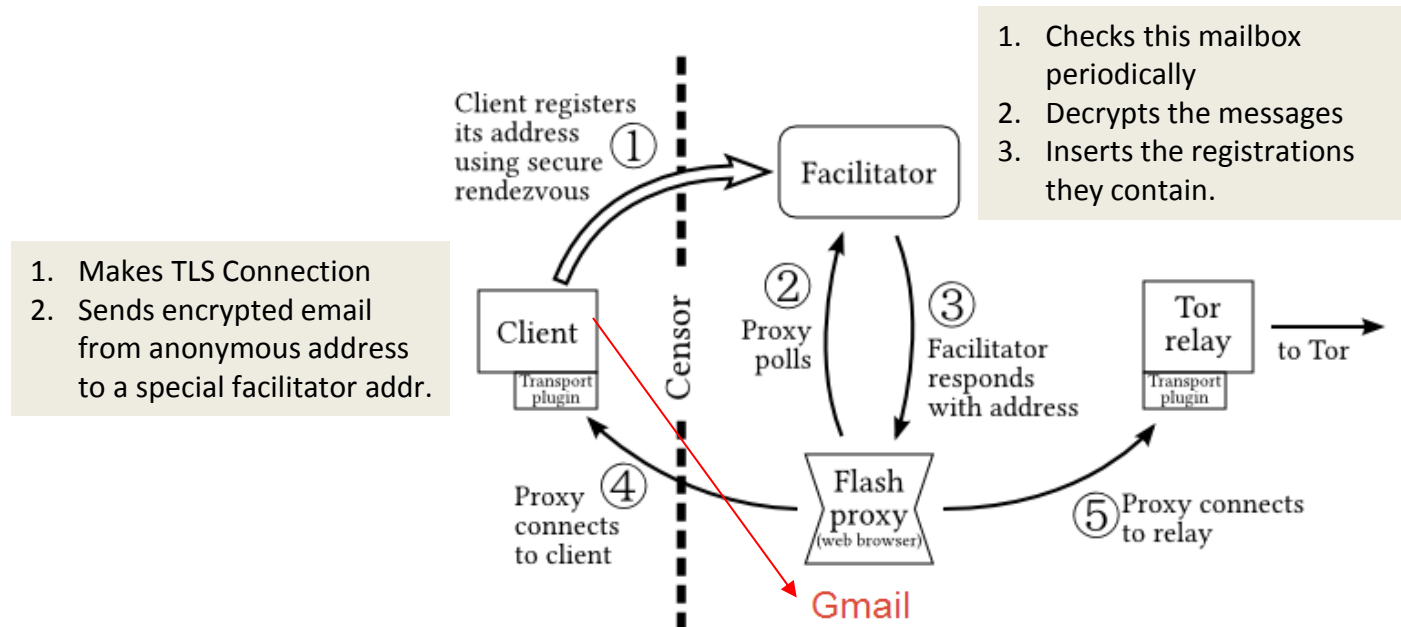 1. Checks this mailbox
periodically
2. Decrypts the messages
3. Inserts the registrations
they contain.
Client registers
its address
using secure
rendezvous
①
Facilitator
1. Makes TLS Connection
2. Sends encrypted email
from anonymous address
to a special facilitator addr.
Client
Transport
plugin
Censor
②
Proxy
polls
③
Facilitator
responds
with address
Tor
relay
Transport
plugin
to Tor
④
Proxy
connects
to client
Flash
proxy
(web browser)
⑤
Proxy connects
to relay
Gmail